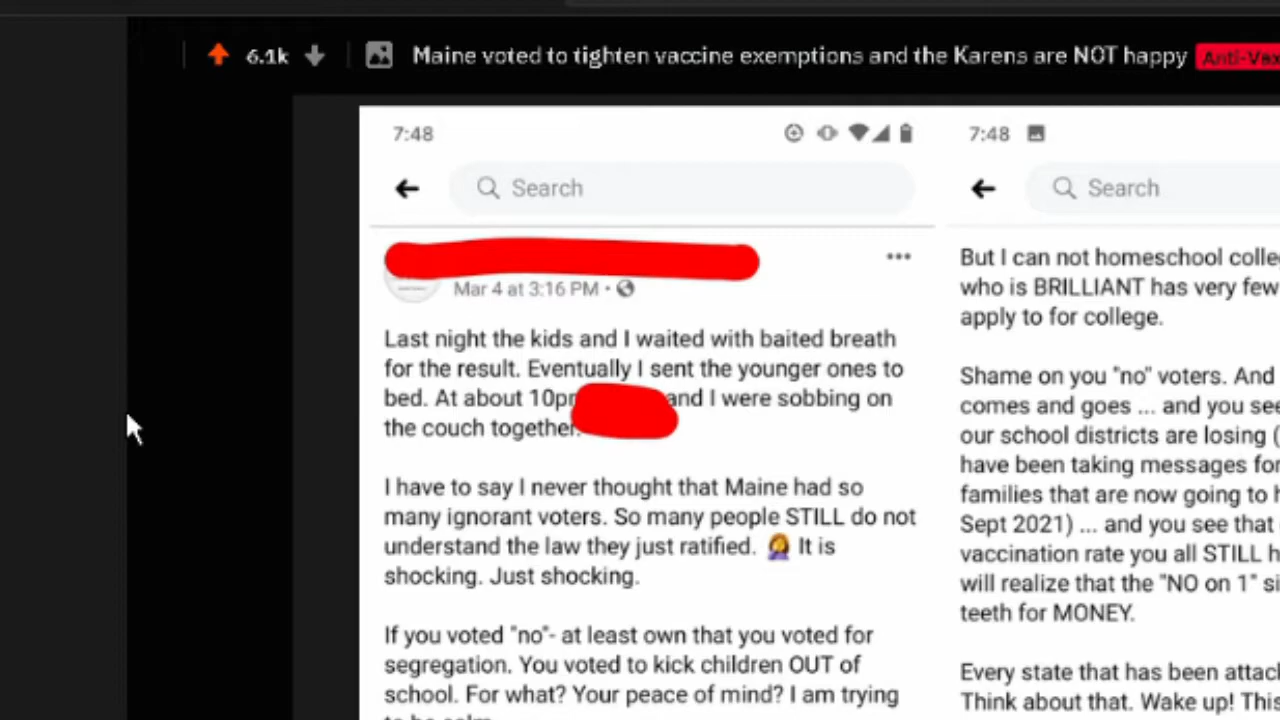 6.1k Maine voted to tighten vaccine exemptions and the Karens are NOT happy Anti-Vax
7:48
Search
Mar 4 at 3:16 PM •
Last night the kids and I waited with baited breath
for the result. Eventually I sent the younger ones to
bed. At about 10p and I were sobbing on
the couch together.
I have to say I never thought that Maine had so
many ignorant voters. So many people STILL do not
understand the law they just ratified. 🤦‍♀️ It is
shocking. Just shocking.
If you voted "no"- at least own that you voted for
segregation. You voted to kick children OUT of
school. For what? Your peace of mind? I am trying
7:48
Search
But I can not homeschool
who is BRILLIANT has very few
apply to for college.
Shame on you "no" voters. And
comes and goes ... and you see
our school districts are losing (
have been taking messages for
families that are now going to
Sept 2021) ... and you see that
vaccination rate you all STILL
will realize that the "NO on 1"
teeth for MONEY.
Every state that has been
Think about that. Wake up! This